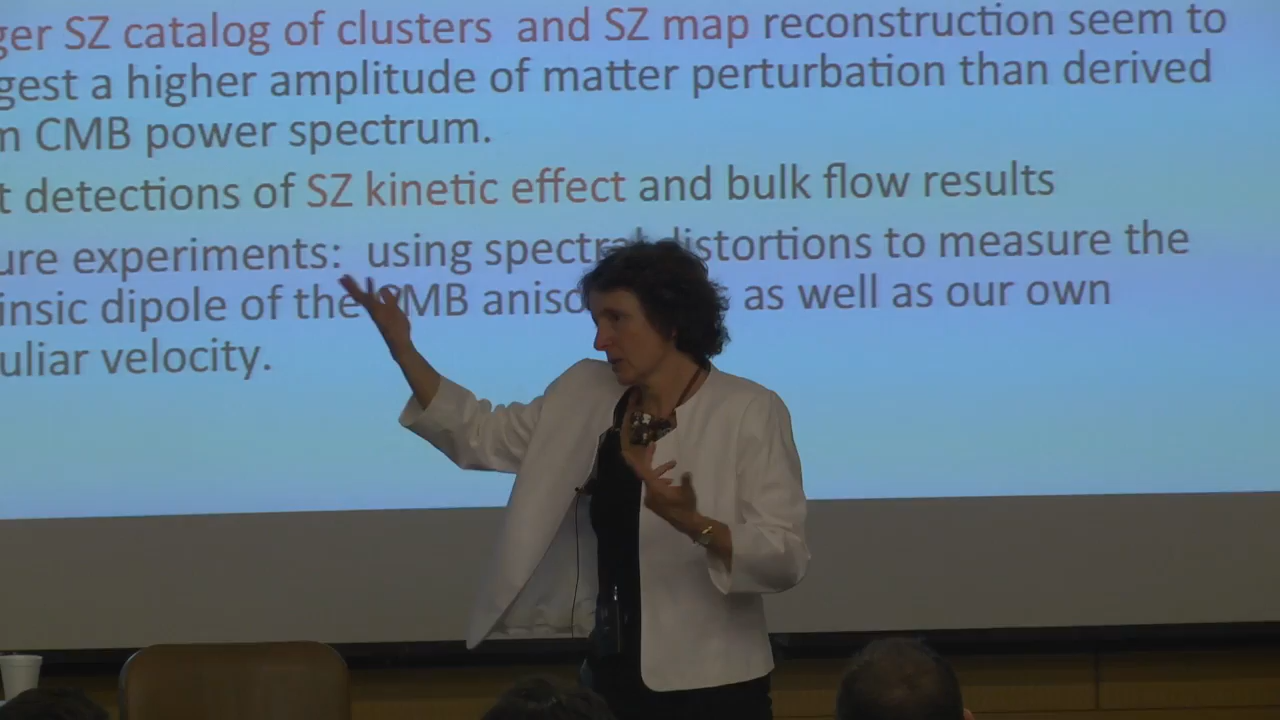 ger SZ catalog of clusters and SZ map reconstruction seem to
gest a higher amplitude of matter perturbation than derived
m CMB power spectrum.
t detections of SZ kinetic effect and bulk flow results
ure experiments: using spectral distortions to measure the
insic dipole of the CMB as well as our own
uliar velocity.